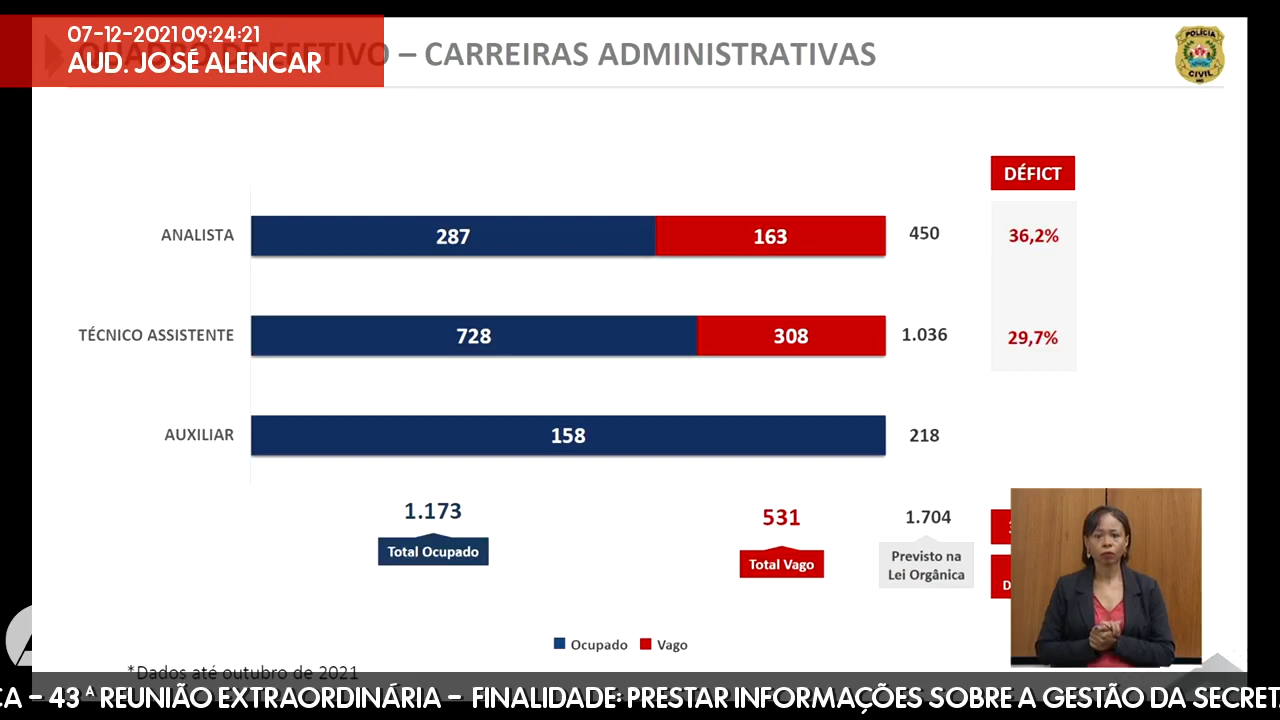 07-12-2021 09:24:21
AUD. JOSÉ ALENCAR
– CARREIRAS ADMINISTRATIVAS
POLÍCIA
CIVIL
DÉFICT
ANALISTA 287 163 450 36,2%
TÉCNICO ASSISTENTE 728 308 1.036 29,7%
AUXILIAR 158 218
1.173 531 1.704
Total Ocupado Total Vago Previsto na
Lei Orgânica
Ocupado Vago
*Dados até outubro de 2021
– 43ª REUNIÃO EXTRAORDINÁRIA – FINALIDADE: PRESTAR INFORMAÇÕES SOBRE A GESTÃO DA